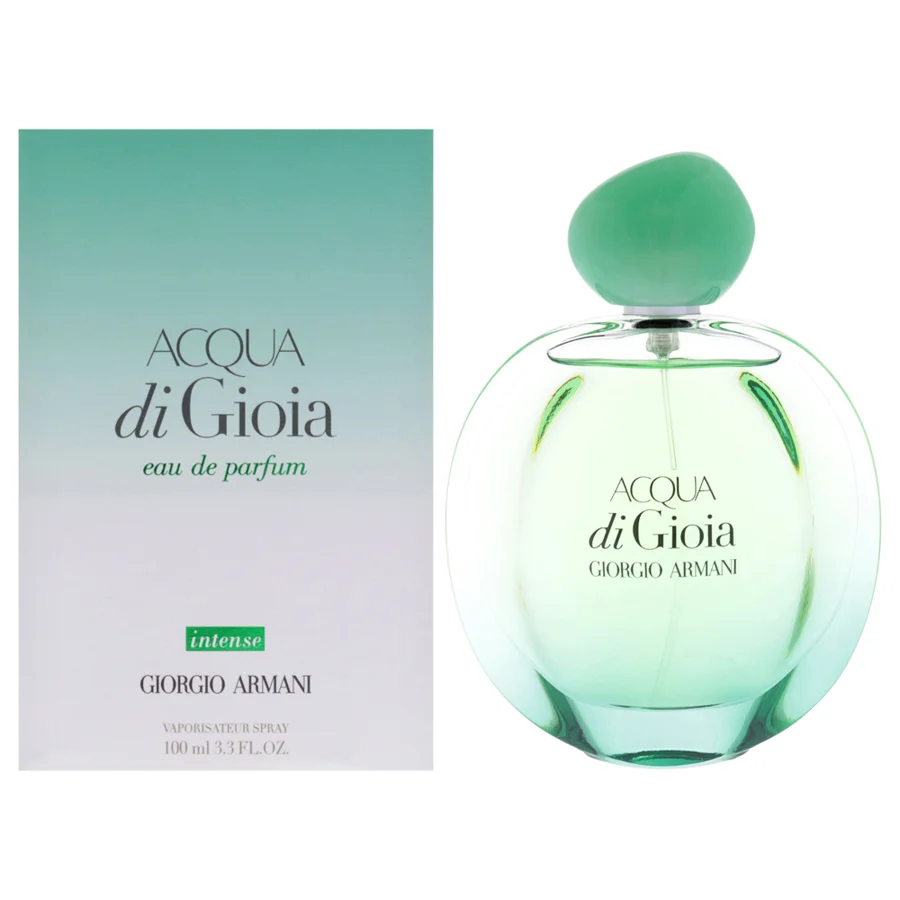 ACQUA
di Gioia
eau de parfum
intense
GIORGIO ARMANI
VAPORISATEUR SPRAY
100 ml 3.3 FL.OZ.
ACQUA
di Gioia
GIORGIO ARMANI